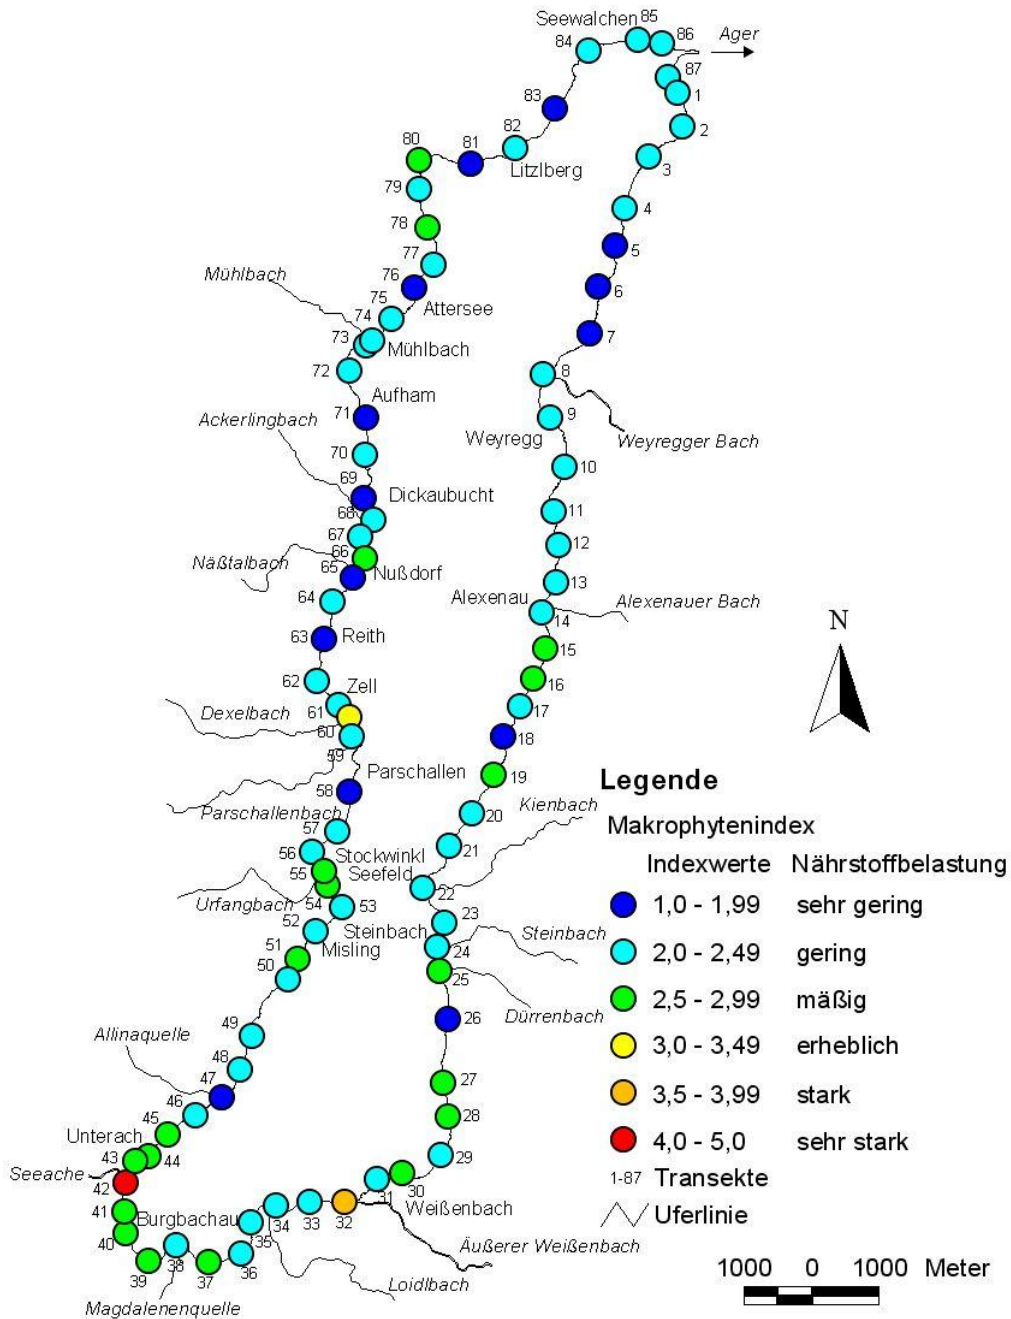 Seewalchen
85
86
Ager
84
87
1
83
2
82
81
80
3
Litzlberg
79
4
78
5
77
Mühlbach
76
6
75
Attersee
74
7
73
Mühlbach
72
8
Aufham
71
9
Ackerlingbach
Weyregg
Weyregger Bach
70
10
69
Dickaubucht
68
11
67
12
66
Näßtalbach
65
Nußdorf
13
64
Alexenau
Alexenauer Bach
14
N
63
Reith
15
62
16
Zell
61
17
Dexelbach
60
18
59
Parschallen
19
58
Kienbach
Parschallenbach
20
57
21
56
Stockwinkl
55
Seefeld
22
Urfangbach
54
53
23
52
Steinbach
Steinbach
51
Misling
24
50
25
Dürrenbach
26
Allinaquelle
49
48
47
27
46
28
45
Unterach
29
43
44
30
Seeache
31
42
Weißenbach
41
Burgbachau
34
33
32
40
35
Äußerer Weißenbach
39
38
37
36
Loidlbach
Magdalenenquelle
Legende
Makrophytenindex
Indexwerte Nährstoffbelastung
1,0 - 1,99 sehr gering
2,0 - 2,49 gering
2,5 - 2,99 mäßig
3,0 - 3,49 erheblich
3,5 - 3,99 stark
4,0 - 5,0 sehr stark
1-87 Transekte
Uferlinie
1000 0 1000 Meter